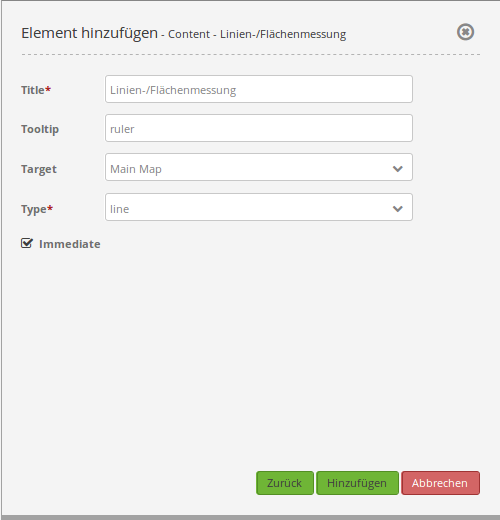 Element hinzufügen - Content - Linien-/Flächenmessung
Title* Linien-/Flächenmessung
Tooltip ruler
Target Main Map
Type* line
Immediate
Zurück Hinzufügen Abbrechen